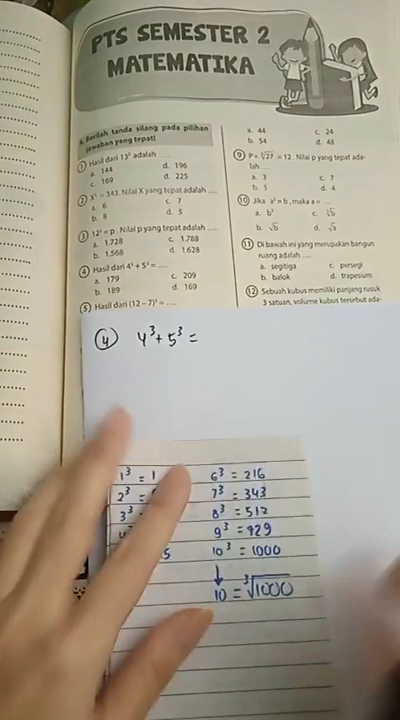 PTS SEMESTER 2
MATEMATIKA
A. Berilah tanda silang pada pilihan
jawaban yang tepat!
1 Hasil dari 13² adalah ....
a. 144
c. 169
d. 196
d. 225
2 X³ = 343. Nilai X yang tepat adalah ....
a. 6
c. 7
b. 8
d. 5
3 12³ = p. Nilai p yang tepat adalah ....
a. 1.728
c. 1.788
b. 1.568
d. 1.628
4 Hasil dari 4³ + 5³ = ....
a. 179
c. 209
b. 189
d. 169
5 Hasil dari (12 – 7)³ = ....
a. 44
c. 24
b. 54
d. 48
9 = 12. Nilai p yang tepat ada-
lah ....
a. 3
c. 7
b. 5
d. 4
10 Jika a³ = b, maka a = ....
a. b³
c. ∛b
b. √b
d. √a
11 Di bawah ini yang merupakan bangun
ruang adalah ....
a. segitiga
c. persegi
b. balok
d. trapesium
12 Sebuah kubus memiliki panjang rusuk
3 satuan, volume kubus tersebut ada-
4 4³ + 5³ =
1³ = 1
2³ =
3³ =
5
6³ = 216
7³ = 343
8³ = 512
9³ = 929
10³ = 1000
↓
10 = ∛1000